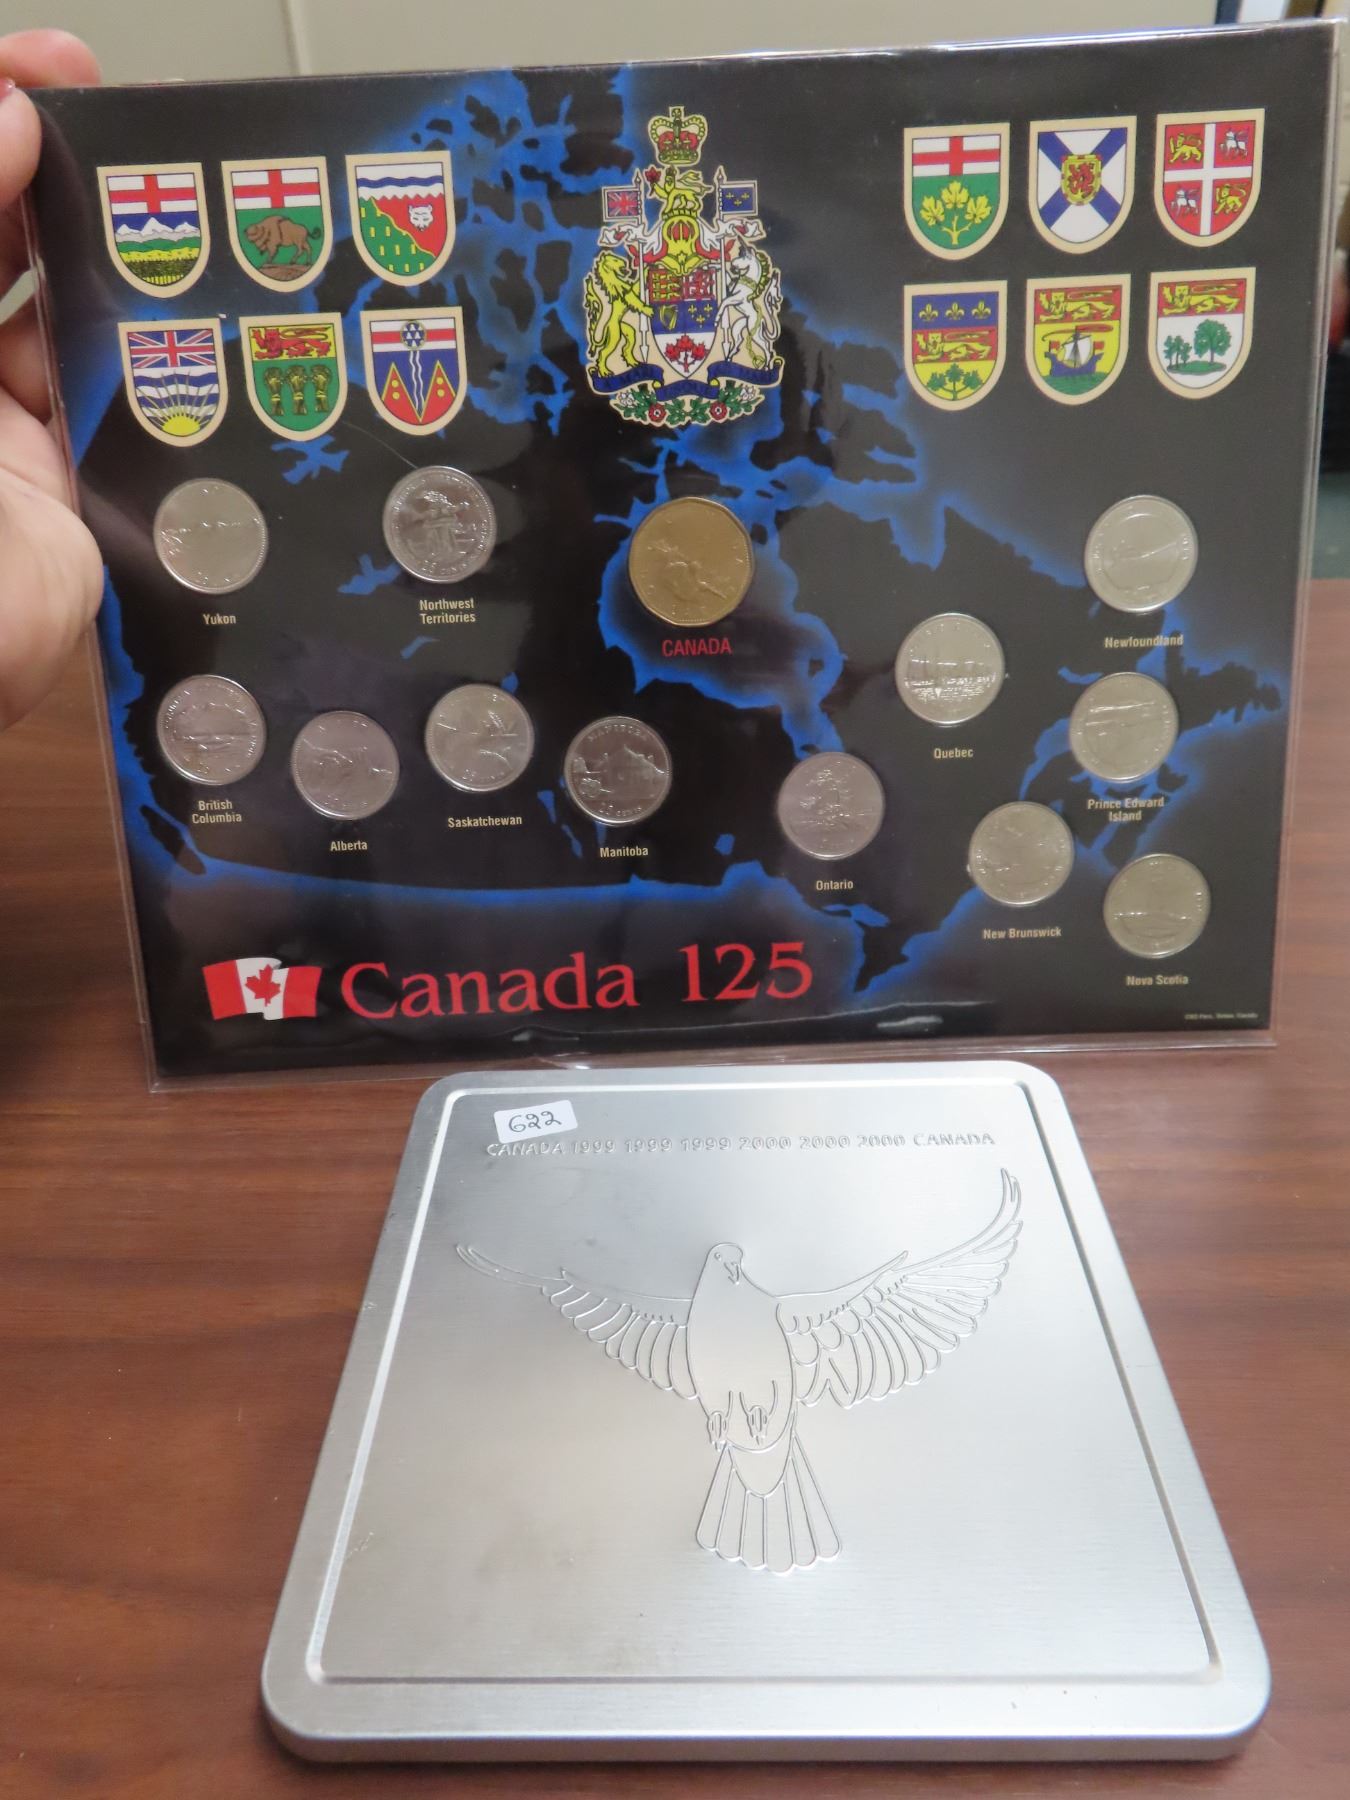 Yukon
Northwest
Territories
CANADA
Newfoundland
Quebec
British
Columbia
Alberta
Saskatchewan
MANITOBA
Manitoba
Ontario
Prince Edward
Island
New Brunswick
Nova Scotia
Canada 125
622
CANADA 1999 1999 1999 2000 2000 2000 CANADA